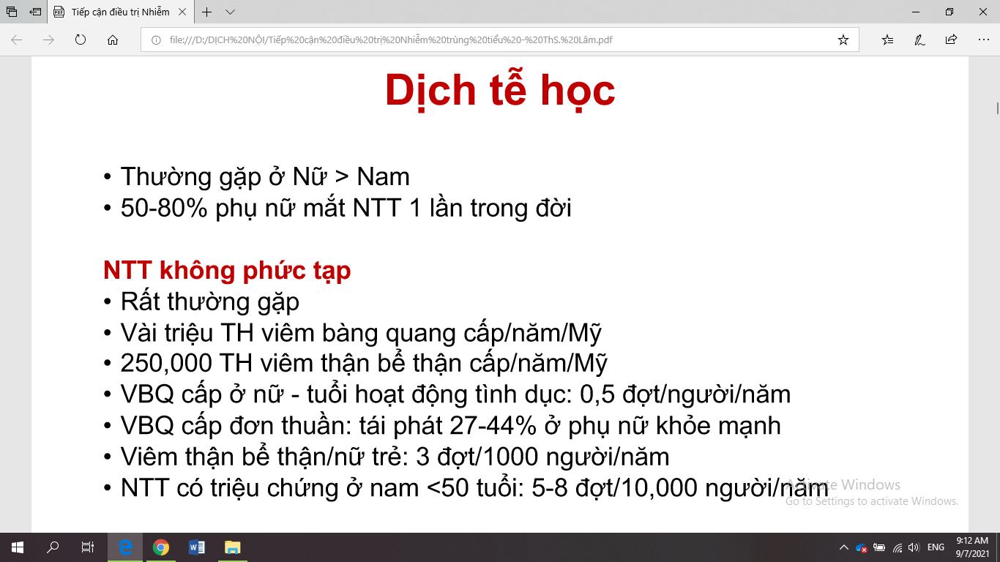 Tiếp cận điều trị Nhiễm
file:///D:/DỊCH%20NỘI/Tiếp%20cận%20điều%20trị%20Nhiễm%20trùng%20tiểu%20-%20ThS.%20Lâm.pdf
Dịch tễ học
• Thường gặp ở Nữ > Nam
• 50-80% phụ nữ mắt NTT 1 lần trong đời
NTT không phức tạp
• Rất thường gặp
• Vài triệu TH viêm bàng quang cấp/năm/Mỹ
• 250,000 TH viêm thận bể thận cấp/năm/Mỹ
• VBQ cấp ở nữ - tuổi hoạt động tình dục: 0,5 đợt/người/năm
• VBQ cấp đơn thuần: tái phát 27-44% ở phụ nữ khỏe mạnh
• Viêm thận bể thận/nữ trẻ: 3 đợt/1000 người/năm
• NTT có triệu chứng ở nam <50 tuổi: 5-8 đợt/10,000 người/năm
Activate Windows
Go to Settings to activate Windows.
ENG
9:12 AM
9/7/2021